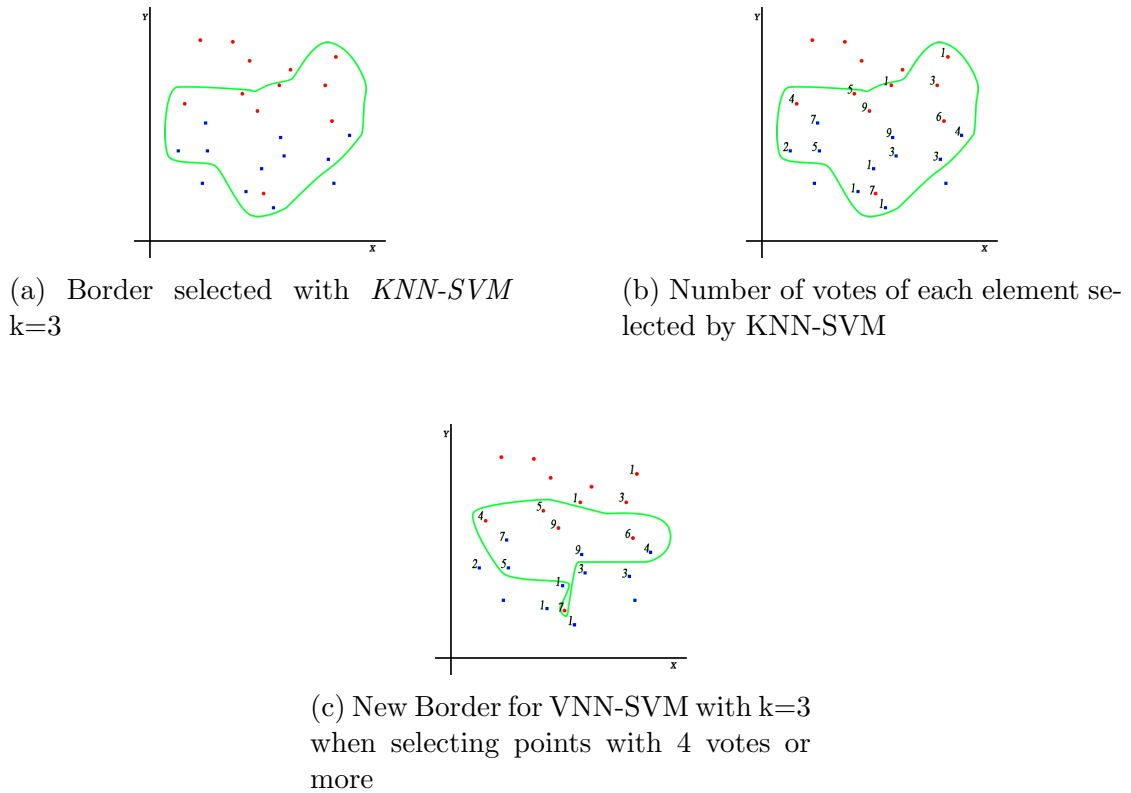 Y
X
(a) Border selected with KNN-SVM
k=3
Y
1
1
3
5
4
9
6
7
9
4
2
5
3
3
1
1
7
1
X
(b) Number of votes of each element se-
lected by KNN-SVM
Y
1
1
3
5
4
9
6
7
9
4
2
5
3
3
1
1
7
1
X
(c) New Border for VNN-SVM with k=3
when selecting points with 4 votes or
more